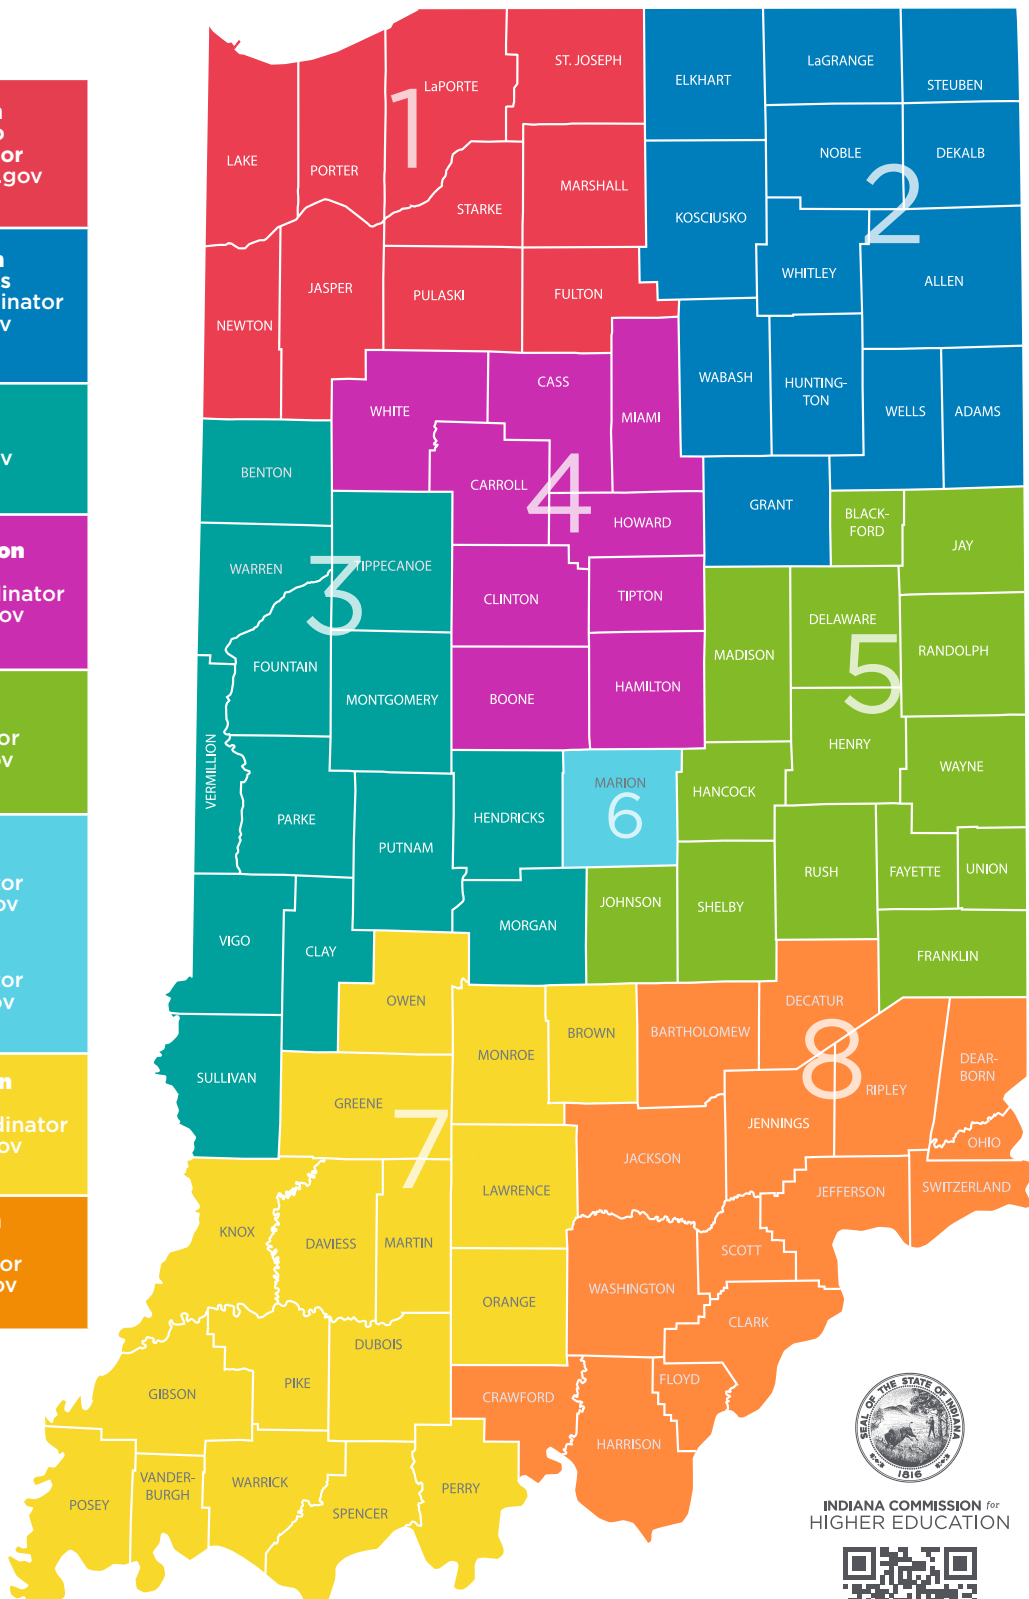 or
.gov
s
inator
v
v
on
inator
ov
or
ov
or
ov
or
ov
n
dinator
ov
or
ov
1
LAKE
PORTER
LaPORTE
ST. JOSEPH
STARKE
MARSHALL
NEWTON
JASPER
PULASKI
FULTON
2
ELKHART
LaGRANGE
STEUBEN
NOBLE
DEKALB
KOSCIUSKO
WHITLEY
ALLEN
WABASH
HUNTING-
TON
WELLS
ADAMS
GRANT
3
BENTON
WARREN
TIPPECANOE
FOUNTAIN
MONTGOMERY
VERMILLION
PARKE
PUTNAM
HENDRICKS
VIGO
CLAY
MORGAN
SULLIVAN
4
WHITE
CASS
MIAMI
CARROLL
HOWARD
CLINTON
TIPTON
BOONE
HAMILTON
5
BLACK-
FORD
JAY
MADISON
DELAWARE
RANDOLPH
HENRY
WAYNE
HANCOCK
RUSH
FAYETTE
UNION
JOHNSON
SHELBY
FRANKLIN
6
MARION
7
OWEN
MONROE
BROWN
GREENE
LAWRENCE
KNOX
DAVIESS
MARTIN
ORANGE
DUBOIS
PIKE
GIBSON
POSEY
VANDER-
BURGH
WARRICK
SPENCER
PERRY
8
DECATUR
BARTHOLOMEW
DEAR-
BORN
RIPLEY
JENNINGS
OHIO
JACKSON
JEFFERSON
SWITZERLAND
SCOTT
WASHINGTON
CLARK
FLOYD
CRAWFORD
HARRISON
SEAL OF THE STATE OF INDIANA
1816
INDIANA COMMISSION for
HIGHER EDUCATION